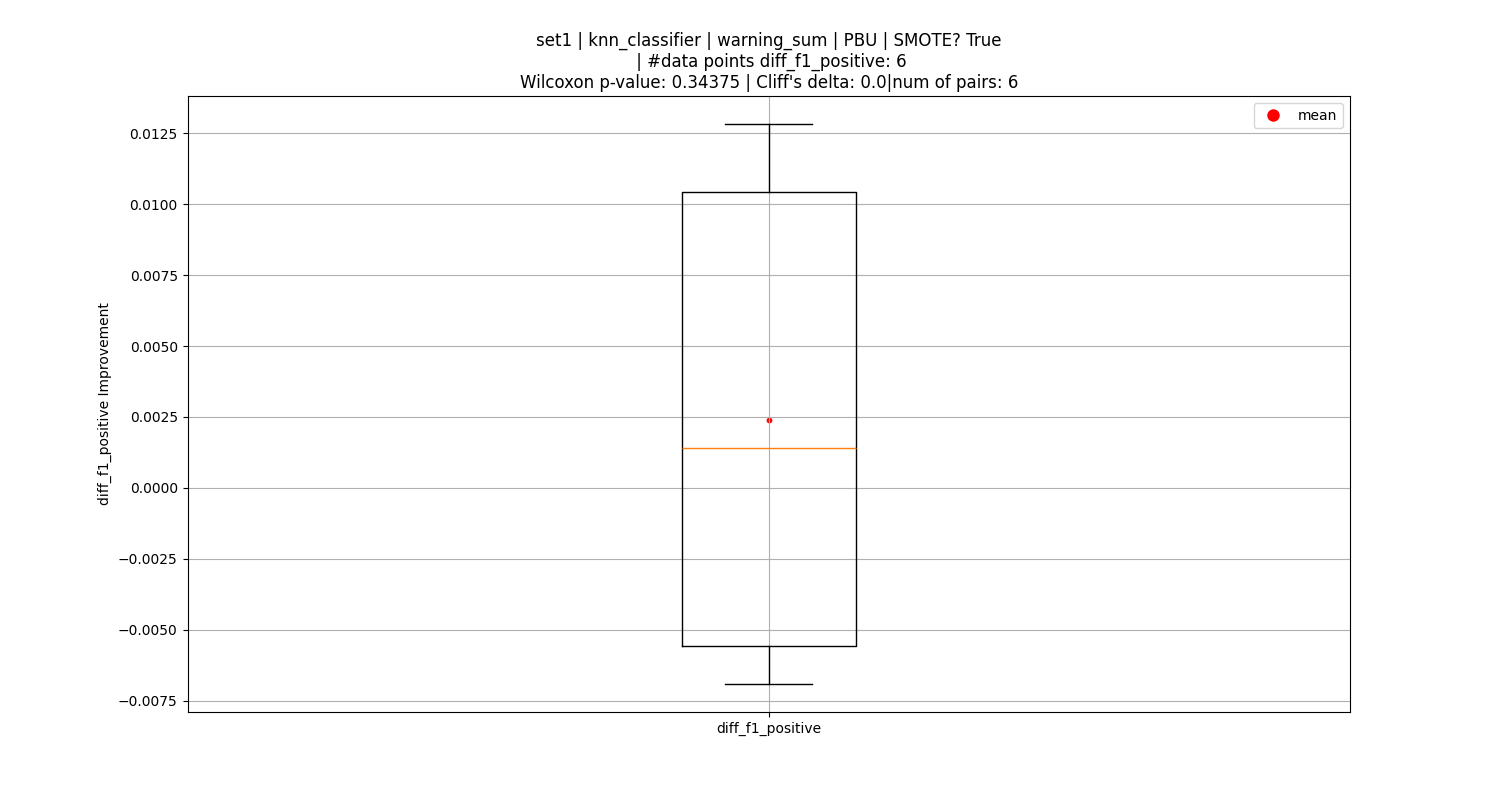 set1 | knn_classifier | warning_sum | PBU | SMOTE? True
| #data points diff_f1_positive: 6
Wilcoxon p-value: 0.34375 | Cliff's delta: 0.0|num of pairs: 6
mean
0.0125
0.0100
0.0075
0.0050
0.0025
0.0000
−0.0025
−0.0050
−0.0075
diff_f1_positive Improvement
diff_f1_positive